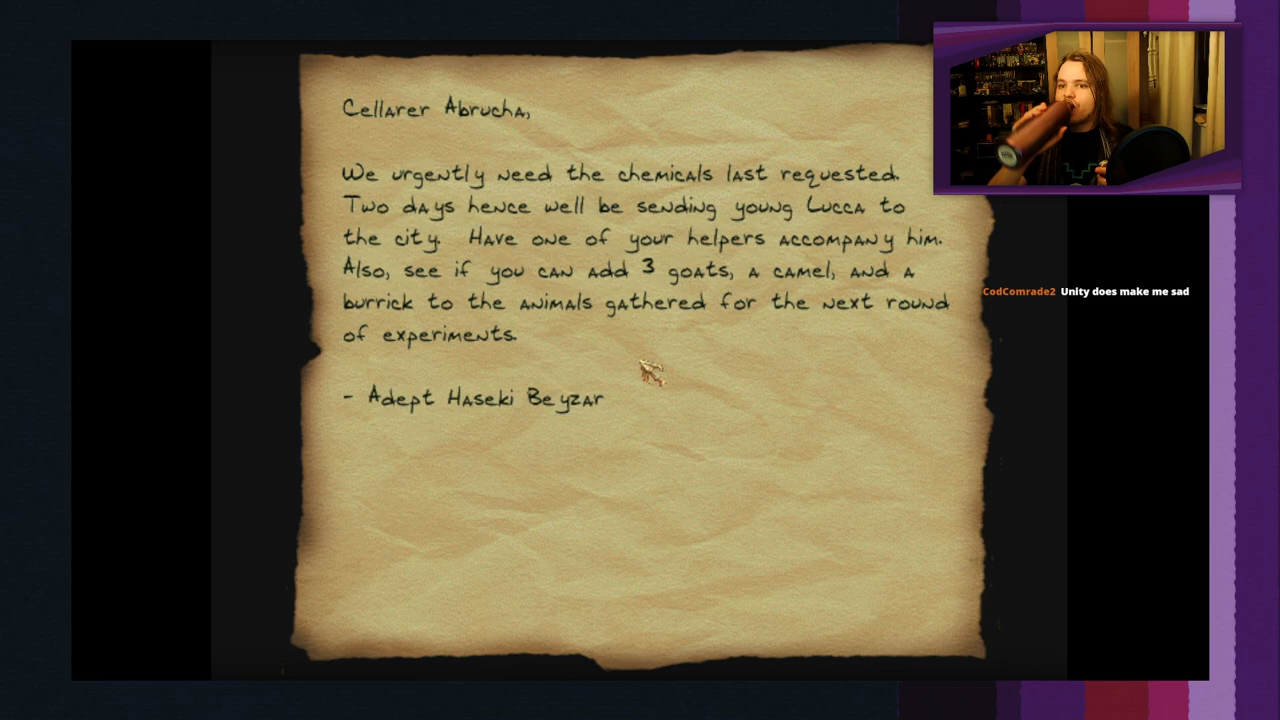 Cellarer Abrucha,
We urgently need the chemicals last requested.
Two days hence well be sending young Lucca to
the city. Have one of your helpers accompany him.
Also, see if you can add 3 goats, a camel, and a
burrick to the animals gathered for the next round
of experiments.
- Adept Haseki Beyzar
CodComrade2 Unity does make me sad